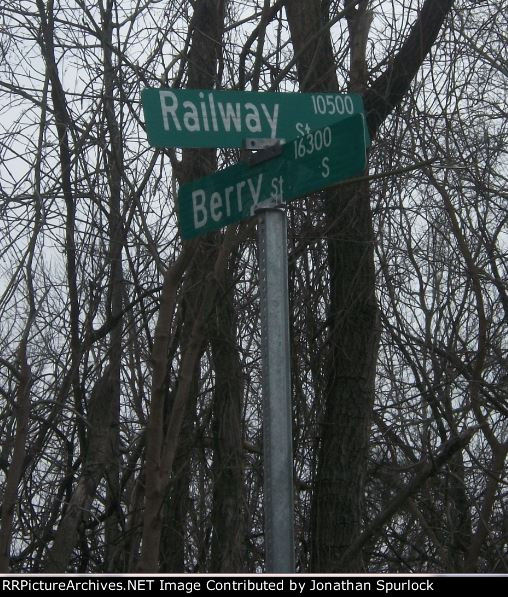 Railway St 10500
Berry St 16300 S
RRPictureArchives.NET Image Contributed by Jonathan Spurlock